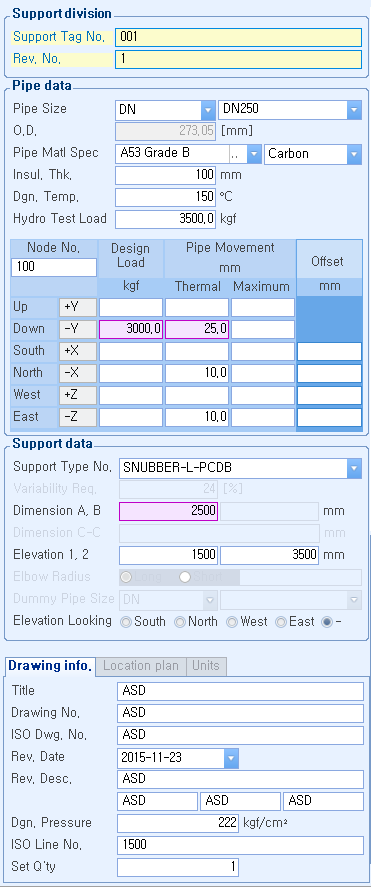 Support division
Support Tag No. 001
Rev. No. 1
Pipe data
Pipe Size DN DN250
O.D. 273.05 [mm]
Pipe Matl Spec A53 Grade B .. Carbon
Insul. Thk. 100 mm
Dgn. Temp. 150 °C
Hydro Test Load 3500.0 kgf
Node No. Design Load Pipe Movement Offset
100 mm
kgf Thermal Maximum mm
Up +Y
Down -Y 3000.0 25.0
South +X
North -X 10.0
West +Z
East -Z 10.0
Support data
Support Type No. SNUBBER-L-PCDB
Variability Req. 24 [%]
Dimension A, B 2500 mm
Dimension C-C mm
Elevation 1, 2 1500 3500 mm
Elbow Radius
Dummy Pipe Size DN
Elevation Looking South North West East -
Drawing info. Location plan Units
Title ASD
Drawing No. ASD
ISO Dwg. No. ASD
Rev. Date 2015-11-23
Rev. Desc. ASD
ASD ASD ASD
Dgn. Pressure 222 kgf/cm²
ISO Line No. 1500
Set Q'ty 1